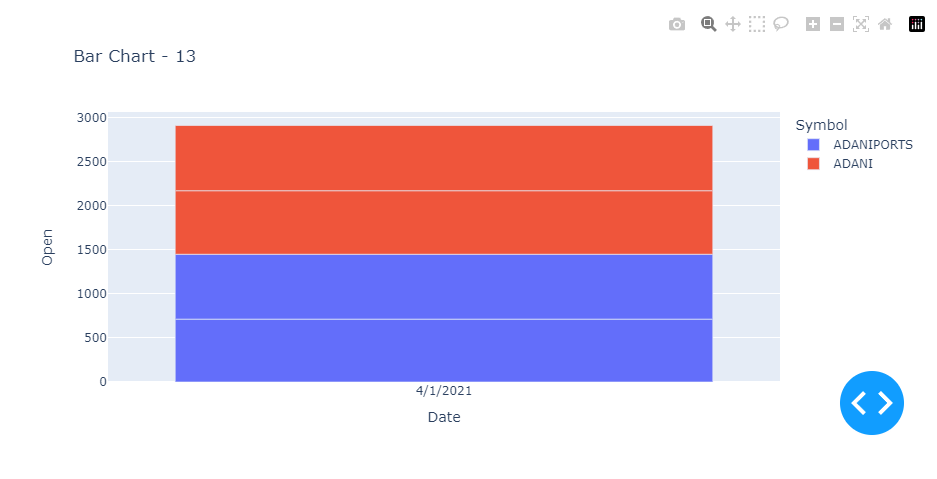 Bar Chart - 13
Symbol
ADANIPORTS
ADANI
3000
2500
2000
1500
1000
500
0
Open
4/1/2021
Date